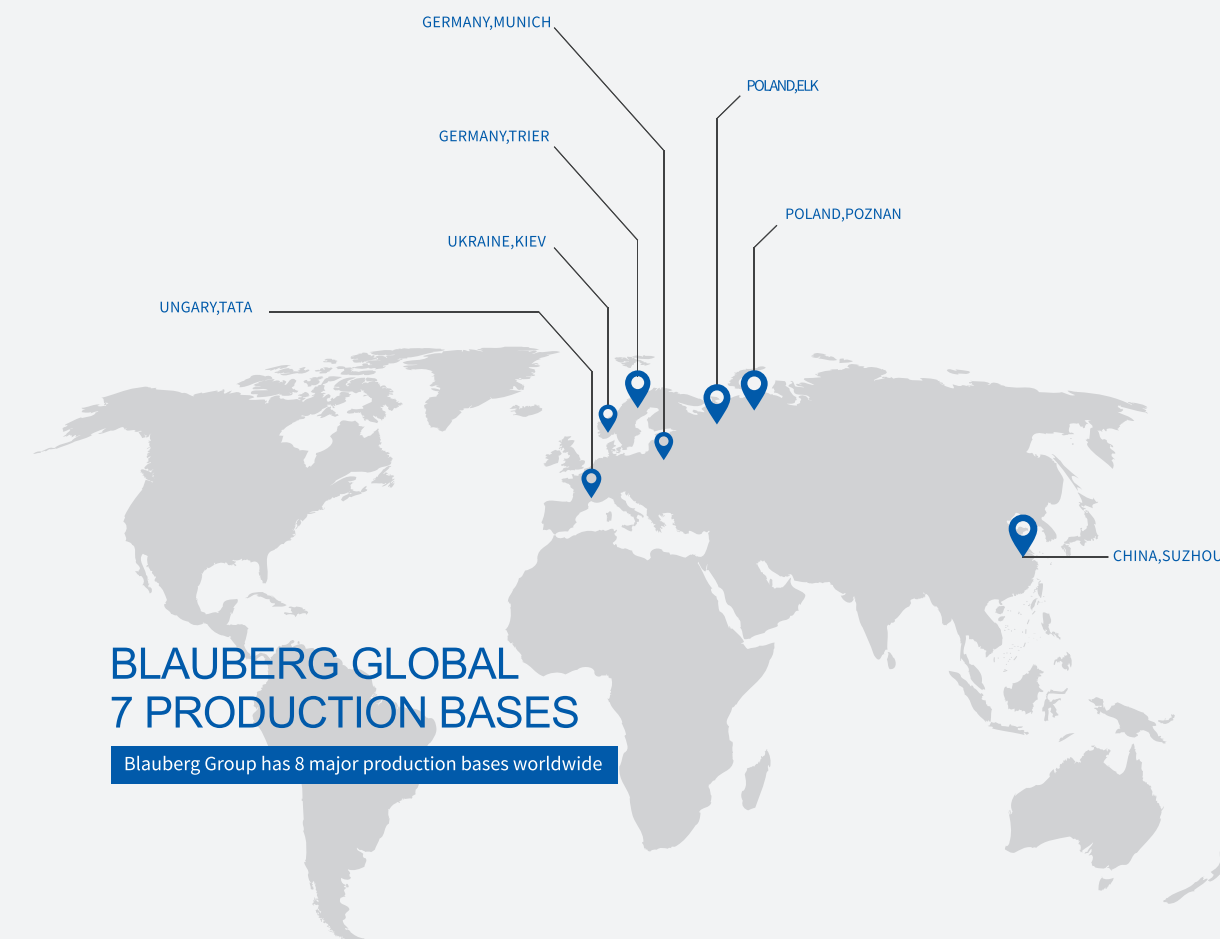 GERMANY,MUNICH
POLAND,ELK
GERMANY,TRIER
POLAND,POZNAN
UKRAINE,KIEV
UNGARY,TATA
CHINA,SUZHOU
BLAUBERG GLOBAL
7 PRODUCTION BASES
Blauberg Group has 8 major production bases worldwide